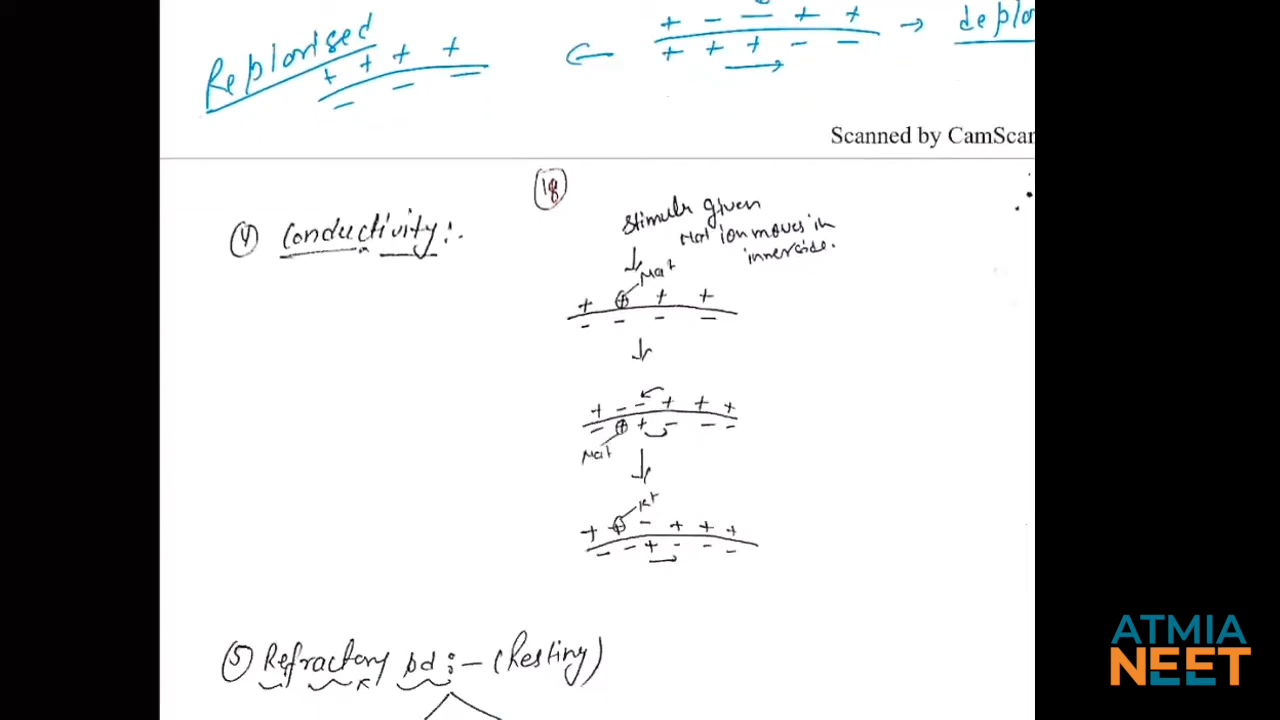 + - - + +
Replorised + + + + ← + + + - - → deplo
- - -
Scanned by CamScan
18
(4) Conductivity:-
Stimuls given
Na+ ion moves in
innerside.
Na+
+ + + +
- - - -
+ - - + + +
- + + - - -
Na+
K+
+ + - + + +
- - + - - -
(5) Refractory pd :- (Resting)
ATMIA
NEET